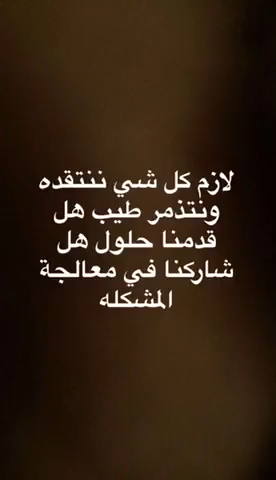 لازم كل شي ننتقده
ونتذمر طيب هل
قدمنا حلول هل
شاركنا في معالجة
المشكله